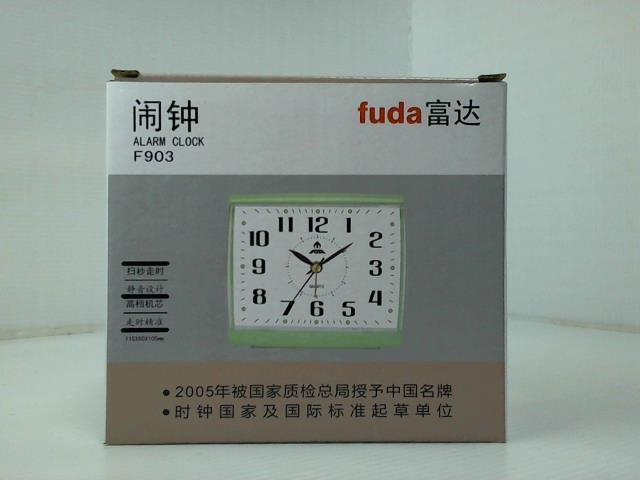 闹钟
ALARM CLOCK
F903
fuda富达
11 12 1
10 2
9 3
8 4
7 6 5
QUARTZ
扫秒走时
静音设计
高档机芯
走时精准
•2005年被国家质检总局授予中国名牌
•时钟国家及国际标准起草单位